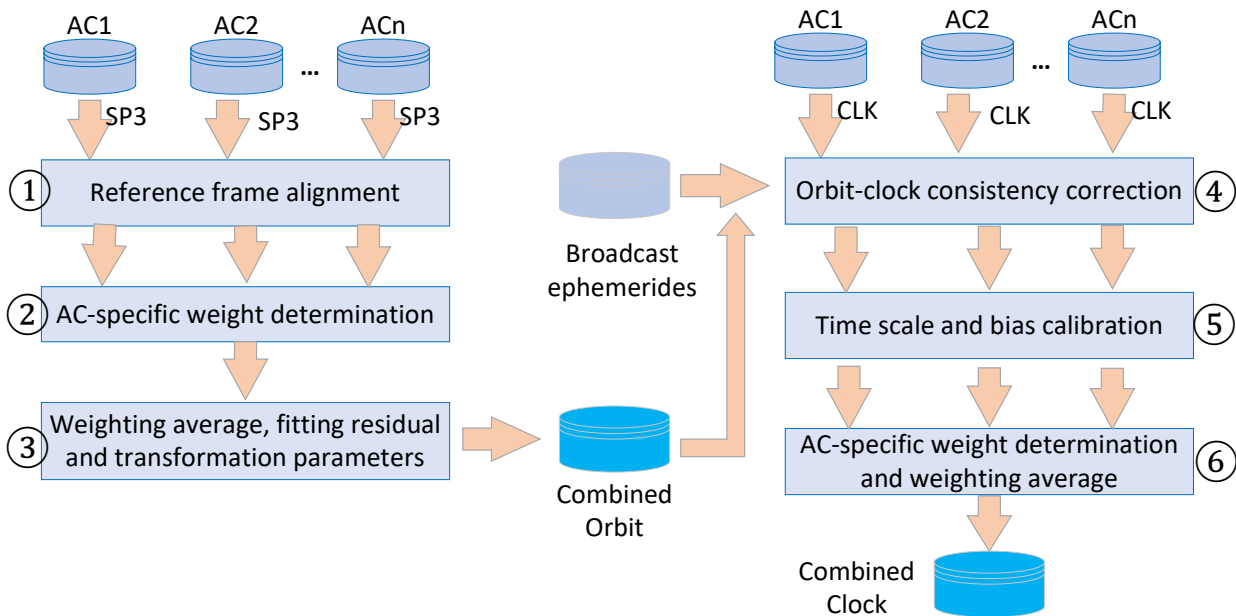 AC1
AC2
...
ACn
SP3
SP3
SP3
① Reference frame alignment
② AC-specific weight determination
③ Weighting average, fitting residual
and transformation parameters
Broadcast
ephemerides
Combined
Orbit
AC1
AC2
...
ACn
CLK
CLK
CLK
Orbit-clock consistency correction ④
Time scale and bias calibration ⑤
AC-specific weight determination
and weighting average ⑥
Combined
Clock